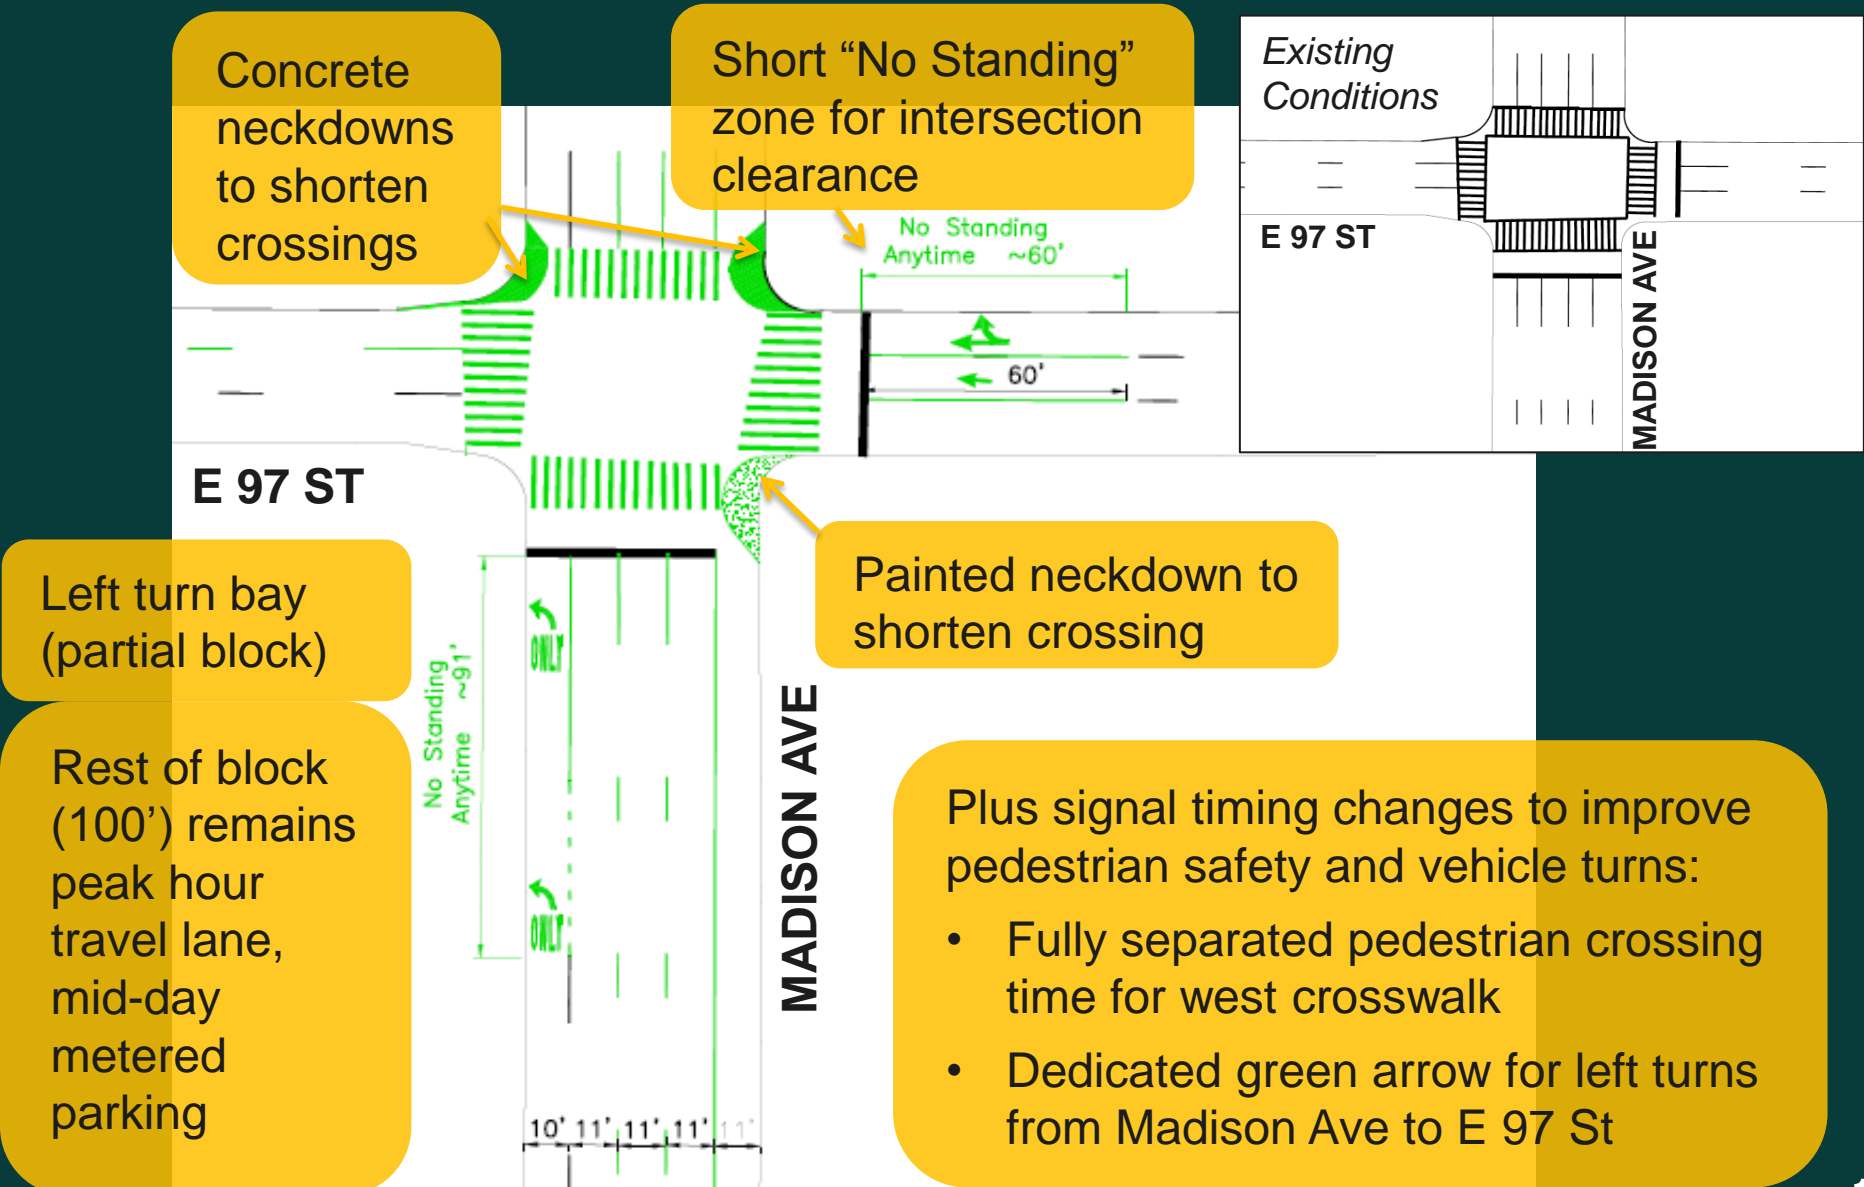 Concrete
neckdowns
to shorten
crossings
Short “No Standing”
zone for intersection
clearance
Existing
Conditions
E 97 ST
MADISON AVE
No Standing
Anytime ~60'
60'
E 97 ST
Left turn bay
(partial block)
Painted neckdown to
shorten crossing
No Standing
Anytime ~91'
ONLY
ONLY
MADISON AVE
Rest of block
(100’) remains
peak hour
travel lane,
mid-day
metered
parking
Plus signal timing changes to improve
pedestrian safety and vehicle turns:
• Fully separated pedestrian crossing
time for west crosswalk
• Dedicated green arrow for left turns
from Madison Ave to E 97 St
10' 11' 11' 11' 11'